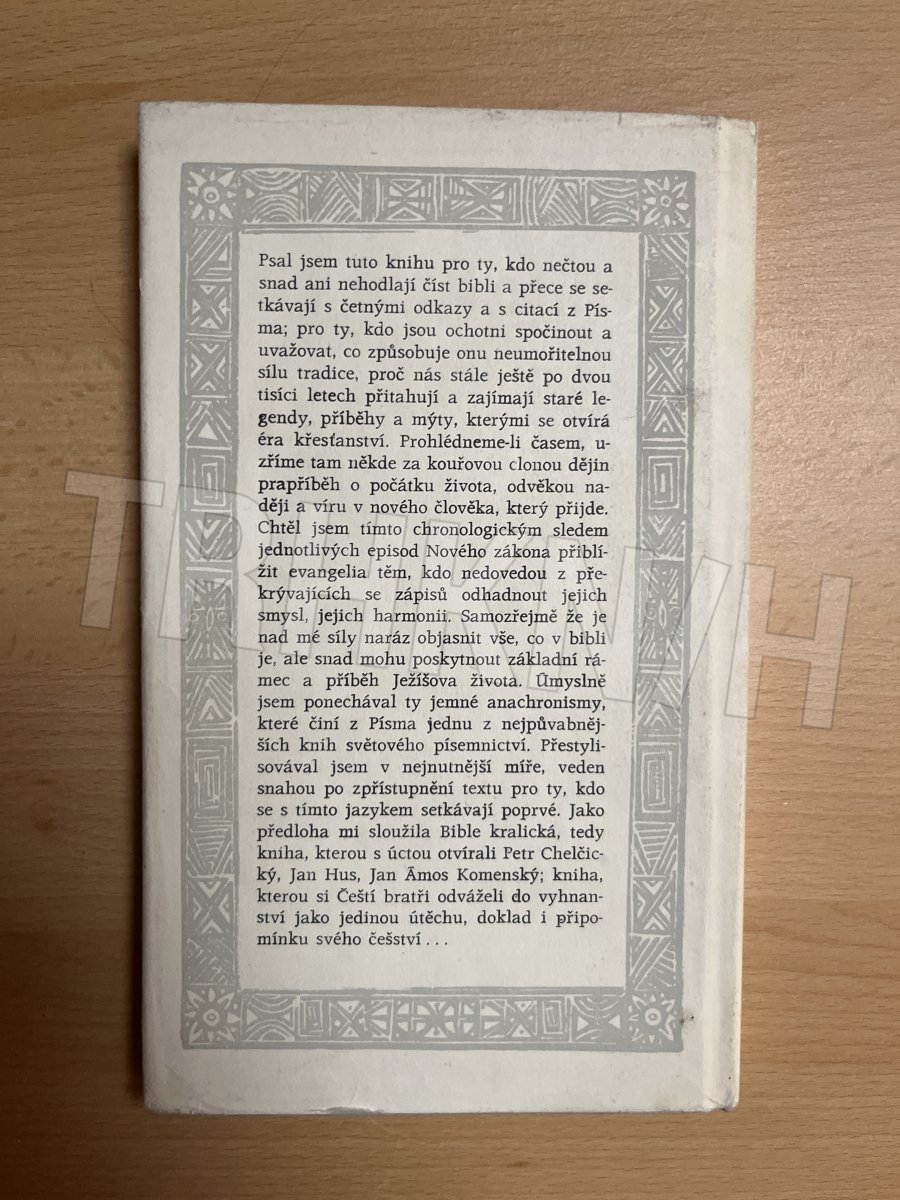 Psal jsem tuto knihu pro ty, kdo nečtou a
snad ani nehodlají číst bibli a přece se se-
tkávají s četnými odkazy a s citací z Pís-
ma; pro ty, kdo jsou ochotni spočinout a
uvažovat, co způsobuje onu neumořitelnou
sílu tradice, proč nás stále ještě po dvou
tisíci letech přitahují a zajímají staré le-
gendy, příběhy a mýty, kterými se otvírá
éra křesťanství. Prohlédneme-li časem, u-
zříme tam někde za kouřovou clonou dějin
prapříběh o počátku života, odvěkou na-
ději a víru v nového člověka, který přijde.
Chtěl jsem tímto chronologickým sledem
jednotlivých episod Nového zákona přiblí-
žit evangelia těm, kdo nedovedou z pře-
krývajících se zápisů odhadnout jejich
smysl, jejich harmonii. Samozřejmě že je
nad mé síly naráz objasnit vše, co v bibli
je, ale snad mohu poskytnout základní rá-
mec a příběh Ježíšova života. Úmyslně
jsem ponechával ty jemné anachronismy,
které činí z Písma jednu z nejpůvabněj-
ších knih světového písemnictví. Přestyli-
sovával jsem v nejnutnější míře, veden
snahou po zpřístupnění textu pro ty, kdo
se s tímto jazykem setkávají poprvé. Jako
předloha mi sloužila Bible kralická, tedy
kniha, kterou s úctou otvírali Petr Chelčic-
ký, Jan Hus, Jan Ámos Komenský; kniha,
kterou si Čeští bratři odváželi do vyhnan-
ství jako jedinou útěchu, doklad i připo-
mínku svého češství...
TRHKNIH